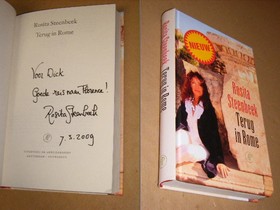 Rosita Steenbeek
Terug in Rome
Voor Dick
Goede reis naar Florence!
Rosita Steenbeek
7.3.2009
NIEUW
Rosita
Steenbeek
Terug
in Rome